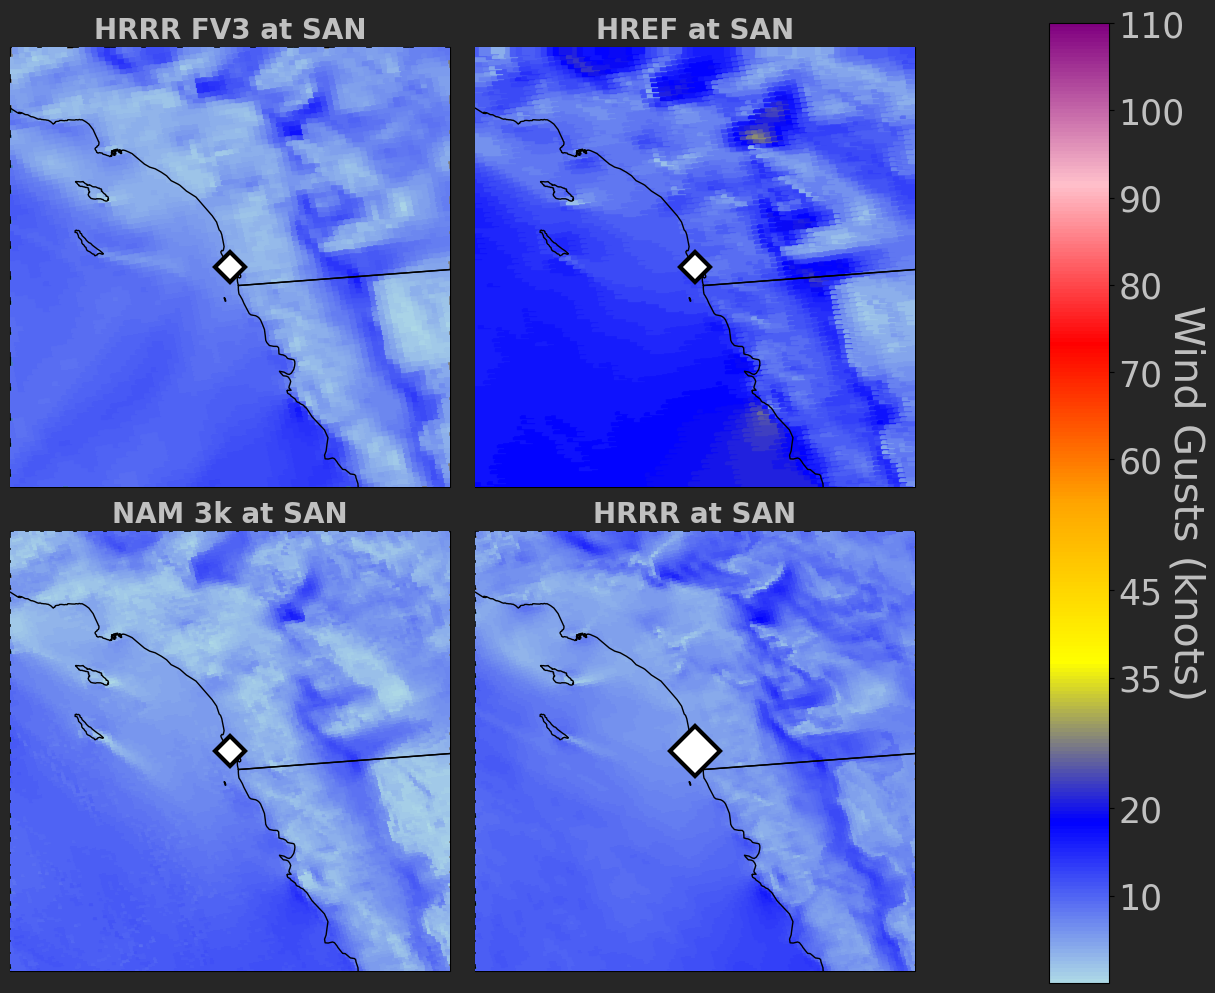 HRRR FV3 at SAN
HREF at SAN
NAM 3k at SAN
HRRR at SAN
110
100
90
80
70
60
45
35
20
10
Wind Gusts (knots)